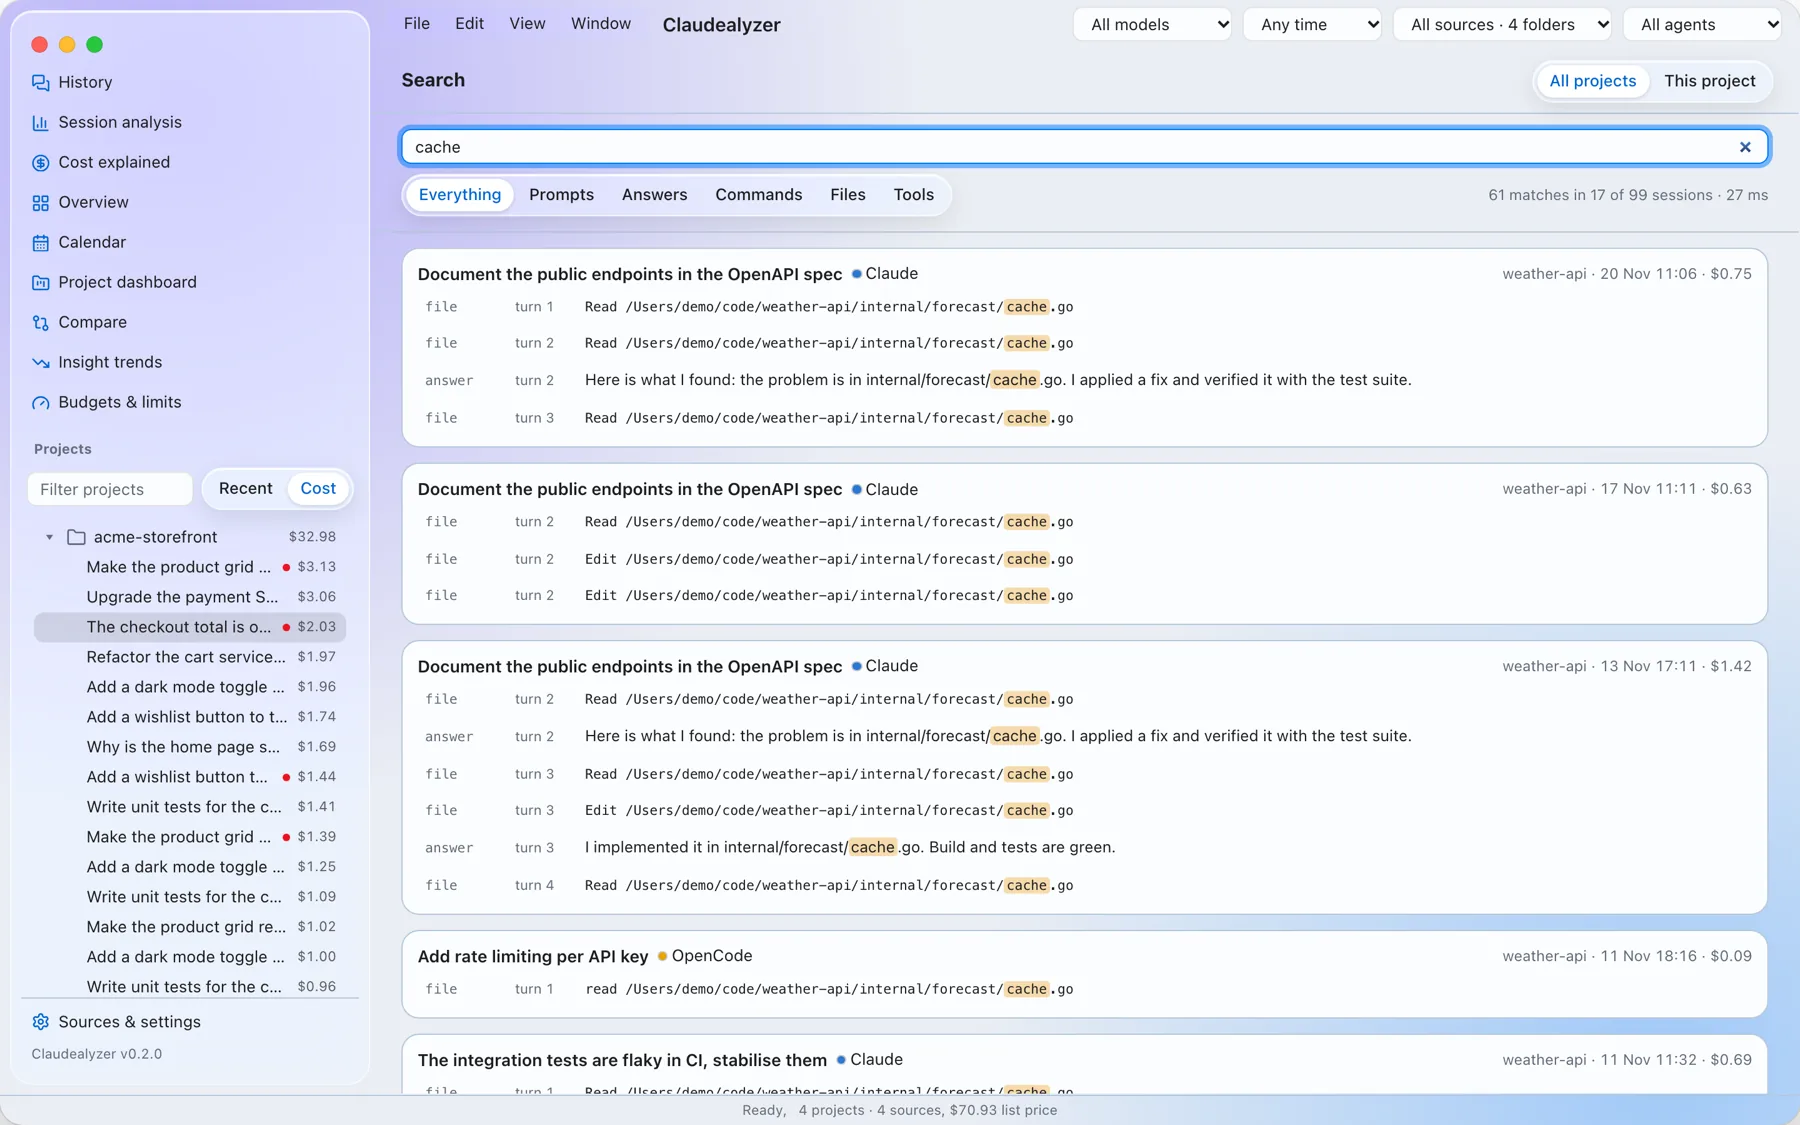 File Edit View Window Claudealyzer All models Any time All sources · 4 folders All agents
History
Session analysis
Cost explained
Overview
Calendar
Project dashboard
Compare
Insight trends
Budgets & limits
Projects
Filter projects Recent Cost
acme-storefront $32.98
Make the product grid ... $3.13
Upgrade the payment S... $3.06
The checkout total is o... $2.03
Refactor the cart service... $1.97
Add a dark mode toggle ... $1.96
Add a wishlist button to t... $1.74
Why is the home page s... $1.69
Add a wishlist button t... $1.44
Write unit tests for the c... $1.41
Make the product grid ... $1.39
Add a dark mode toggle ... $1.25
Write unit tests for the c... $1.09
Make the product grid re... $1.02
Add a dark mode toggle ... $1.00
Write unit tests for the c... $0.96
Sources & settings
Claudealyzer v0.2.0
Search All projects This project
cache
Everything Prompts Answers Commands Files Tools 61 matches in 17 of 99 sessions · 27 ms
Document the public endpoints in the OpenAPI spec Claude weather-api · 20 Nov 11:06 · $0.75
file turn 1 Read /Users/demo/code/weather-api/internal/forecast/cache.go
file turn 2 Read /Users/demo/code/weather-api/internal/forecast/cache.go
answer turn 2 Here is what I found: the problem is in internal/forecast/cache.go. I applied a fix and verified it with the test suite.
file turn 3 Read /Users/demo/code/weather-api/internal/forecast/cache.go
Document the public endpoints in the OpenAPI spec Claude weather-api · 17 Nov 11:11 · $0.63
file turn 2 Read /Users/demo/code/weather-api/internal/forecast/cache.go
file turn 2 Edit /Users/demo/code/weather-api/internal/forecast/cache.go
file turn 2 Edit /Users/demo/code/weather-api/internal/forecast/cache.go
Document the public endpoints in the OpenAPI spec Claude weather-api · 13 Nov 17:11 · $1.42
file turn 2 Read /Users/demo/code/weather-api/internal/forecast/cache.go
answer turn 2 Here is what I found: the problem is in internal/forecast/cache.go. I applied a fix and verified it with the test suite.
file turn 3 Read /Users/demo/code/weather-api/internal/forecast/cache.go
file turn 3 Edit /Users/demo/code/weather-api/internal/forecast/cache.go
answer turn 3 I implemented it in internal/forecast/cache.go. Build and tests are green.
file turn 4 Read /Users/demo/code/weather-api/internal/forecast/cache.go
Add rate limiting per API key OpenCode weather-api · 11 Nov 18:16 · $0.09
file turn 1 read /Users/demo/code/weather-api/internal/forecast/cache.go
The integration tests are flaky in CI, stabilise them Claude weather-api · 11 Nov 11:32 · $0.69
file turn 1 Read /Users/demo/code/weather-api/internal/forecast/cache.go
Ready, 4 projects · 4 sources, $70.93 list price